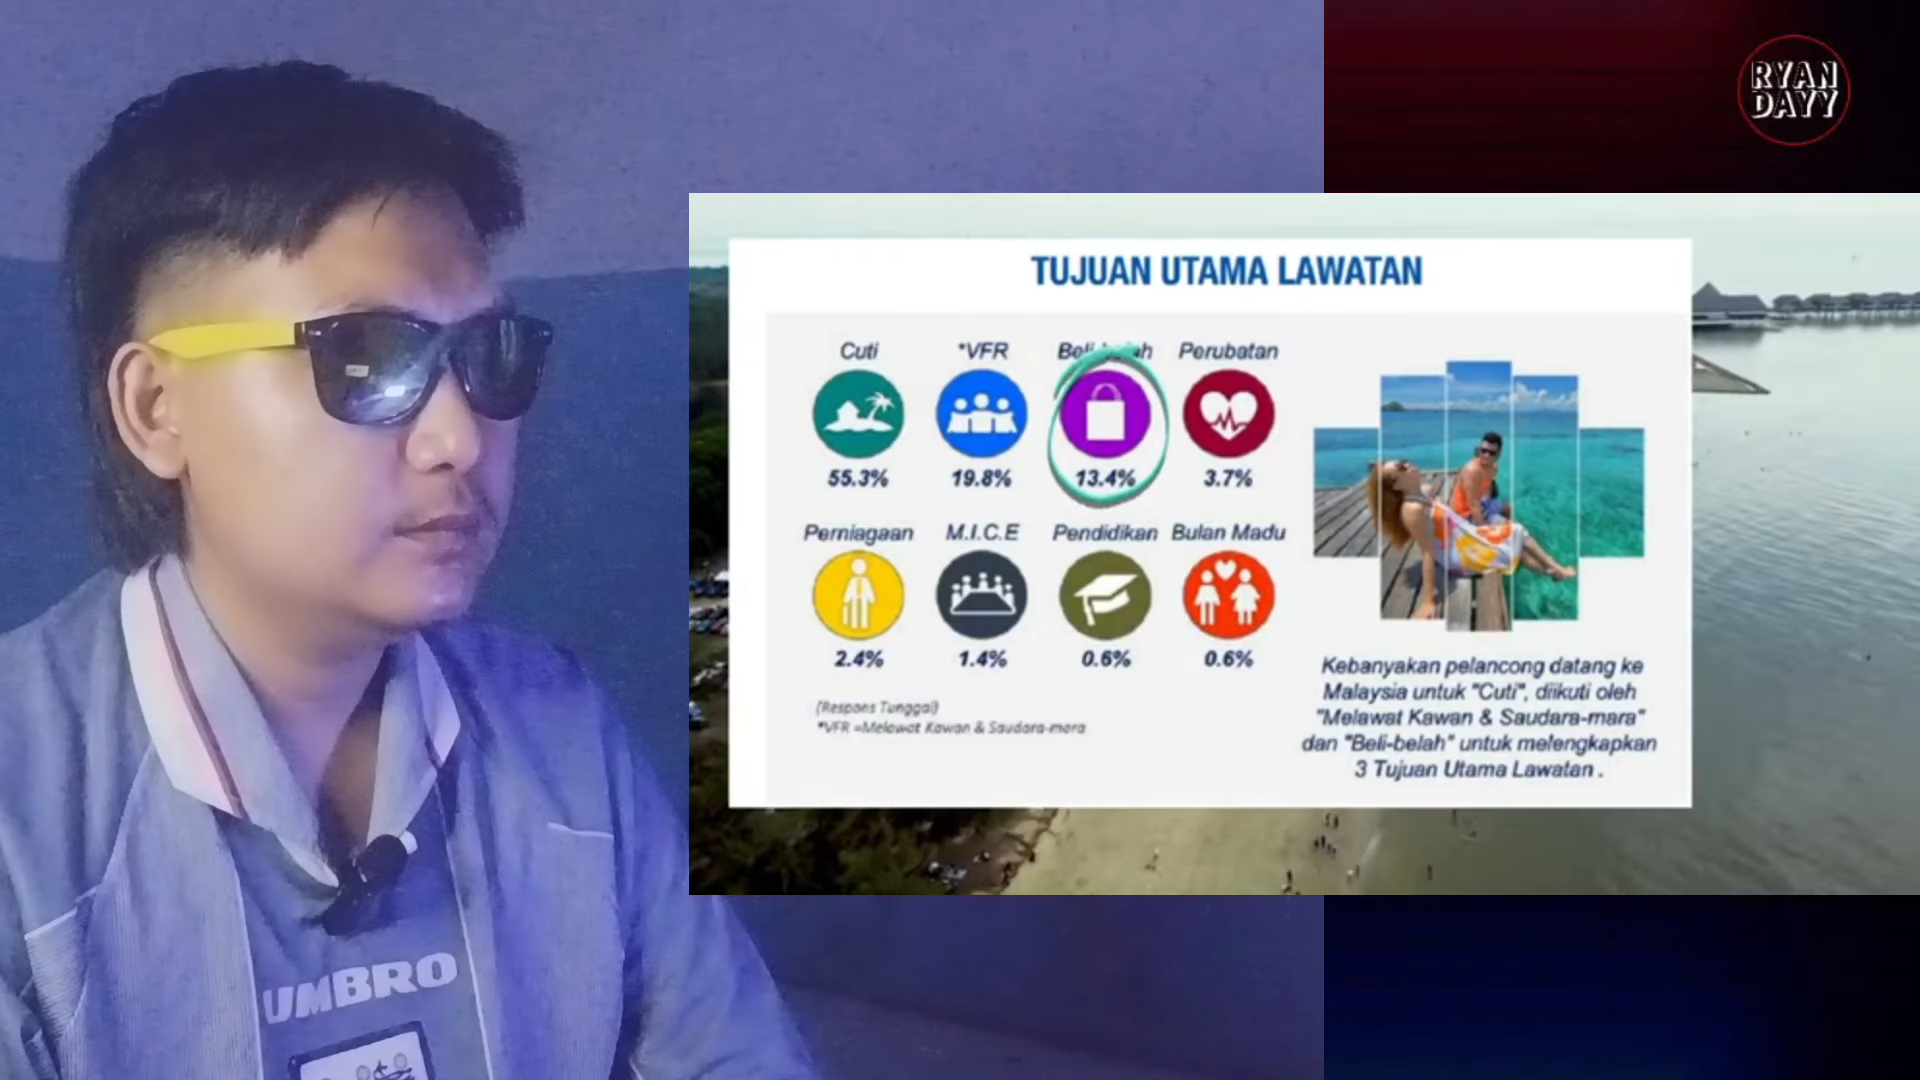 RYAN
DAYY
TUJUAN UTAMA LAWATAN
Cuti *VFR Beli-belah Perubatan
55.3% 19.8% 13.4% 3.7%
Perniagaan M.I.C.E Pendidikan Bulan Madu
2.4% 1.4% 0.6% 0.6%
(Respons Tunggal)
*VFR =Melawat Kawan & Saudara-mara
Kebanyakan pelancong datang ke
Malaysia untuk "Cuti", diikuti oleh
"Melawat Kawan & Saudara-mara"
dan "Beli-belah" untuk melengkapkan
3 Tujuan Utama Lawatan .
UMBRO